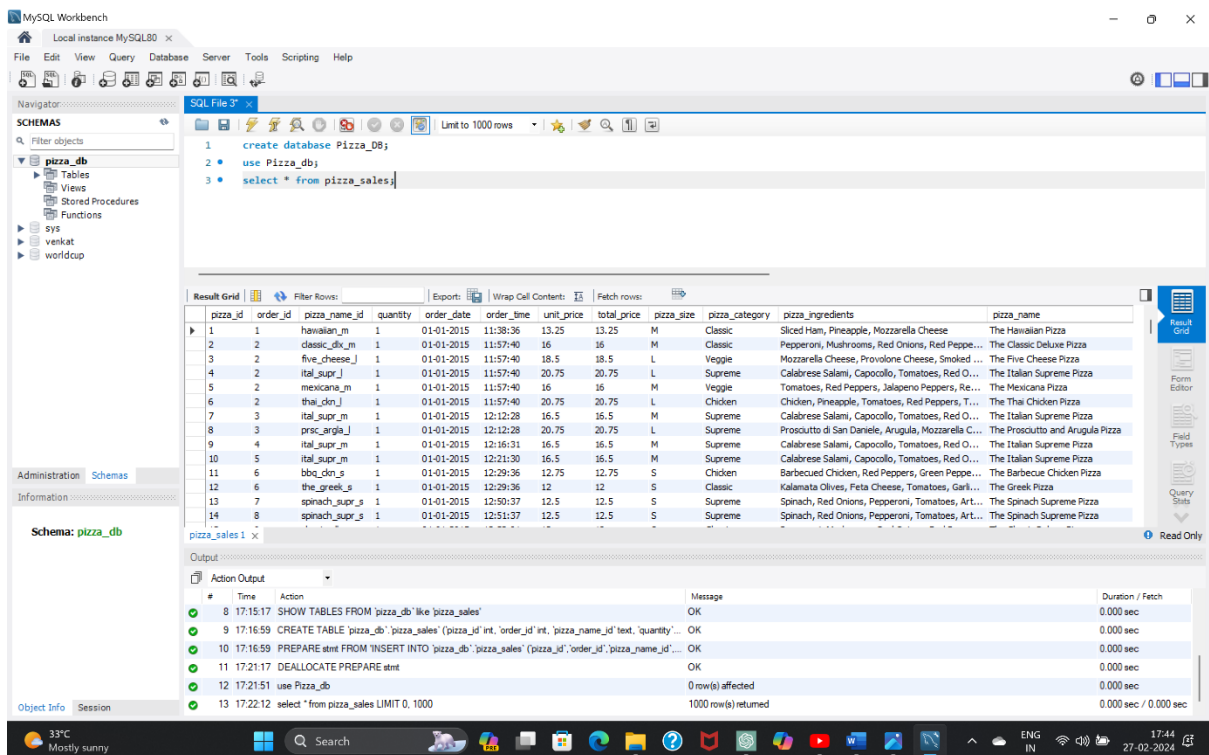 MySQL Workbench
Local instance MySQL80
File Edit View Query Database Server Tools Scripting Help
Navigator
SCHEMAS
Filter objects
pizza_db
Tables
Views
Stored Procedures
Functions
sys
venkat
worldcup
Administration Schemas
Information
Schema: pizza_db
Object Info Session
SQL File 3*
Limit to 1000 rows
1 create database Pizza_DB;
2 use Pizza_db;
3 select * from pizza_sales;
Result Grid Filter Rows: Export: Wrap Cell Content: Fetch rows:
pizza_id order_id pizza_name_id quantity order_date order_time unit_price total_price pizza_size pizza_category pizza_ingredients pizza_name
1 1 hawaiian_m 1 01-01-2015 11:38:36 13.25 13.25 M Classic Sliced Ham, Pineapple, Mozzarella Cheese The Hawaiian Pizza
2 2 classic_dlx_m 1 01-01-2015 11:57:40 16 16 M Classic Pepperoni, Mushrooms, Red Onions, Red Peppe... The Classic Deluxe Pizza
3 2 five_cheese_l 1 01-01-2015 11:57:40 18.5 18.5 L Veggie Mozzarella Cheese, Provolone Cheese, Smoked ... The Five Cheese Pizza
4 2 ital_supr_l 1 01-01-2015 11:57:40 20.75 20.75 L Supreme Calabrese Salami, Capocollo, Tomatoes, Red O... The Italian Supreme Pizza
5 2 mexicana_m 1 01-01-2015 11:57:40 16 16 M Veggie Tomatoes, Red Peppers, Jalapeno Peppers, Re... The Mexicana Pizza
6 2 thai_ckn_l 1 01-01-2015 11:57:40 20.75 20.75 L Chicken Chicken, Pineapple, Tomatoes, Red Peppers, T... The Thai Chicken Pizza
7 3 ital_supr_m 1 01-01-2015 12:12:28 16.5 16.5 M Supreme Calabrese Salami, Capocollo, Tomatoes, Red O... The Italian Supreme Pizza
8 3 prsc_argla_l 1 01-01-2015 12:12:28 20.75 20.75 L Supreme Prosciutto di San Daniele, Arugula, Mozzarella C... The Prosciutto and Arugula Pizza
9 4 ital_supr_m 1 01-01-2015 12:16:31 16.5 16.5 M Supreme Calabrese Salami, Capocollo, Tomatoes, Red O... The Italian Supreme Pizza
10 5 ital_supr_m 1 01-01-2015 12:21:30 16.5 16.5 M Supreme Calabrese Salami, Capocollo, Tomatoes, Red O... The Italian Supreme Pizza
11 6 bbq_ckn_s 1 01-01-2015 12:29:36 12.75 12.75 S Chicken Barbecued Chicken, Red Peppers, Green Peppe... The Barbecue Chicken Pizza
12 6 the_greek_s 1 01-01-2015 12:29:36 12 12 S Classic Kalamata Olives, Feta Cheese, Tomatoes, Garli... The Greek Pizza
13 7 spinach_supr_s 1 01-01-2015 12:50:37 12.5 12.5 S Supreme Spinach, Red Onions, Pepperoni, Tomatoes, Art... The Spinach Supreme Pizza
14 8 spinach_supr_s 1 01-01-2015 12:51:37 12.5 12.5 S Supreme Spinach, Red Onions, Pepperoni, Tomatoes, Art... The Spinach Supreme Pizza
Result Grid
Form Editor
Field Types
Query Stats
pizza_sales 1 Read Only
Output
Action Output
# Time Action Message Duration / Fetch
8 17:15:17 SHOW TABLES FROM `pizza_db` like 'pizza_sales' OK 0.000 sec
9 17:16:59 CREATE TABLE `pizza_db`.`pizza_sales` (`pizza_id` int, `order_id` int, `pizza_name_id` text, `quantity`... OK 0.000 sec
10 17:16:59 PREPARE stmt FROM 'INSERT INTO `pizza_db`.`pizza_sales` (`pizza_id`,`order_id`,`pizza_name_id`,... OK 0.000 sec
11 17:21:17 DEALLOCATE PREPARE stmt OK 0.000 sec
12 17:21:51 use Pizza_db 0 row(s) affected 0.000 sec
13 17:22:12 select * from pizza_sales LIMIT 0, 1000 1000 row(s) returned 0.000 sec / 0.000 sec
33°C
Mostly sunny
Search
PRE
ENG
IN
17:44
27-02-2024